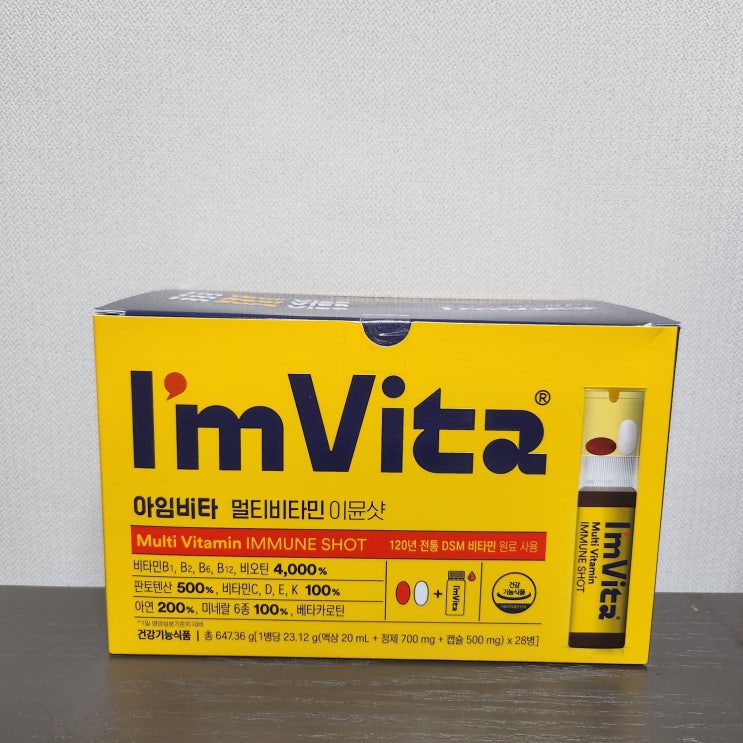 I'm Vita®
아임비타 멀티비타민 이뮨샷
Multi Vitamin IMMUNE SHOT 120년 전통 DSM 비타민 원료 사용
비타민B1, B2, B6, B12, 비오틴 4,000%
판토텐산 500%, 비타민C, D, E, K 100%
아연 200%, 미네랄 6종 100%, 베타카로틴
*1일 영양성분기준치 대비
건강기능식품 | 총 647.36 g[1병당 23.12 g(액상 20 mL + 정제 700 mg + 캡슐 500 mg) x 28병]
+
I'm Vita
건강
기능식품
I'm Vita
Multi Vitamin
IMMUNE SHOT